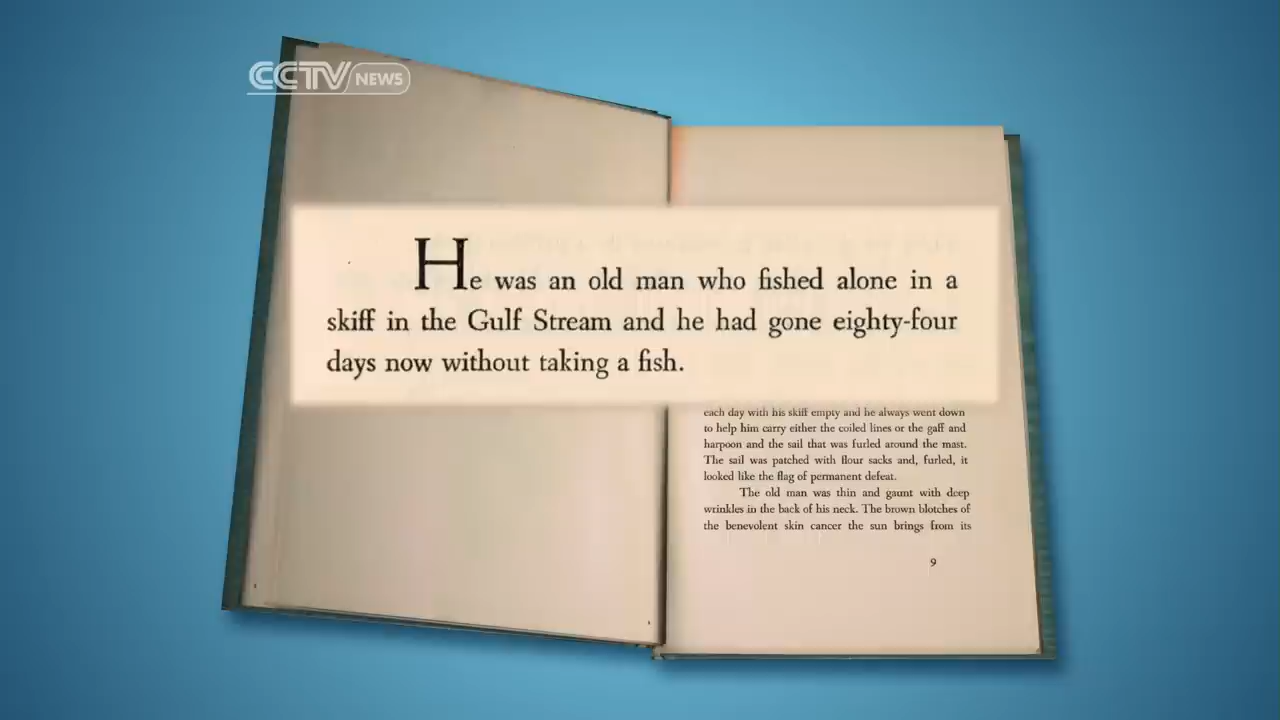 CCTV NEWS
He was an old man who fished alone in a
skiff in the Gulf Stream and he had gone eighty-four
days now without taking a fish.
each day with his skiff empty and he always went down
to help him carry either the coiled lines or the gaff and
harpoon and the sail that was furled around the mast.
The sail was patched with flour sacks and, furled, it
looked like the flag of permanent defeat.
The old man was thin and gaunt with deep
wrinkles in the back of his neck. The brown blotches of
the benevolent skin cancer the sun brings from its
9